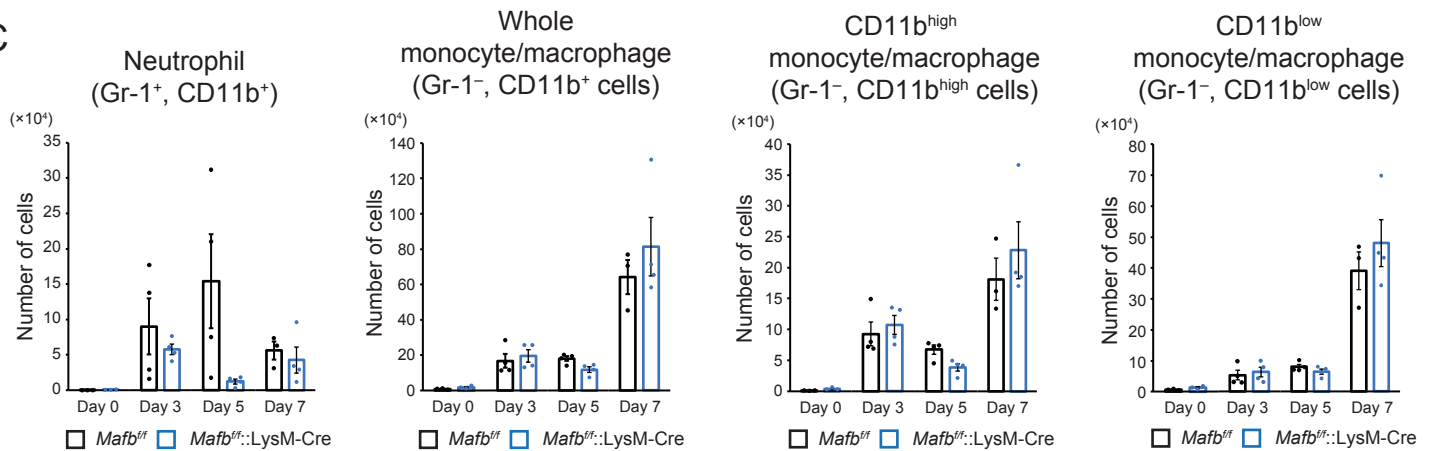 C
Neutrophil
(Gr-1⁺, CD11b⁺)
(×10⁴)
Number of cells
35
30
25
20
15
10
5
0
Day 0 Day 3 Day 5 Day 7
Mafbᶠ/ᶠ Mafbᶠ/ᶠ::LysM-Cre
Whole
monocyte/macrophage
(Gr-1⁻, CD11b⁺ cells)
(×10⁴)
Number of cells
140
120
100
80
60
40
20
0
Day 0 Day 3 Day 5 Day 7
Mafbᶠ/ᶠ Mafbᶠ/ᶠ::LysM-Cre
CD11bʰⁱᵍʰ
monocyte/macrophage
(Gr-1⁻, CD11bʰⁱᵍʰ cells)
(×10⁴)
Number of cells
40
35
30
25
20
15
10
5
0
Day 0 Day 3 Day 5 Day 7
Mafbᶠ/ᶠ Mafbᶠ/ᶠ::LysM-Cre
CD11bˡᵒʷ
monocyte/macrophage
(Gr-1⁻, CD11bˡᵒʷ cells)
(×10⁴)
Number of cells
80
70
60
50
40
30
20
10
0
Day 0 Day 3 Day 5 Day 7
Mafbᶠ/ᶠ Mafbᶠ/ᶠ::LysM-Cre